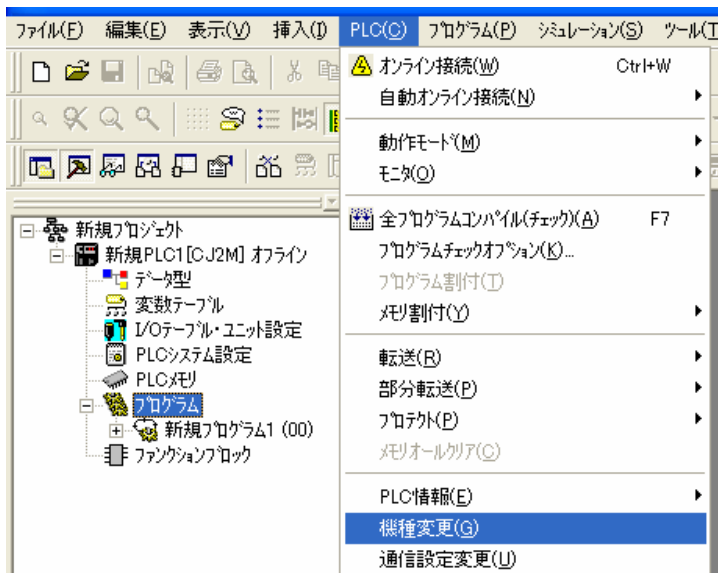 ファイル(F) 編集(E) 表示(V) 挿入(I) PLC(C) プログラム(P) シミュレーション(S) ツール(T
オンライン接続(W) Ctrl+W
自動オンライン接続(N)
動作モード(M)
モニタ(O)
全プログラムコンパイル(チェック)(A) F7
プログラムチェックオプション(K)...
プログラム割付(T)
メモリ割付(Y)
転送(R)
部分転送(P)
プロテクト(P)
メモリオールクリア(C)
PLC情報(E)
機種変更(G)
通信設定変更(U)
新規プロジェクト
新規PLC1[CJ2M] オフライン
データ型
変数テーブル
I/Oテーブル・ユニット設定
PLCシステム設定
PLCメモリ
プログラム
新規プログラム1 (00)
ファンクションブロック